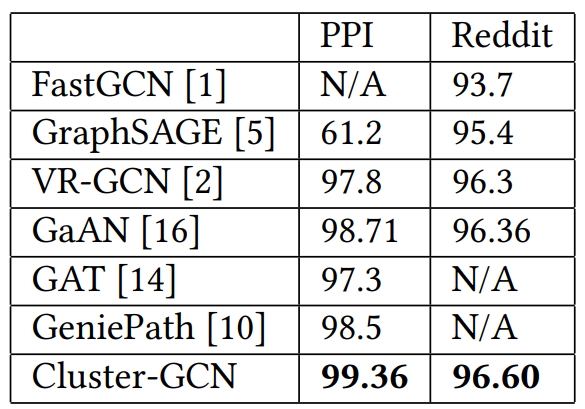 PPI Reddit
FastGCN [1] N/A 93.7
GraphSAGE [5] 61.2 95.4
VR-GCN [2] 97.8 96.3
GaAN [16] 98.71 96.36
GAT [14] 97.3 N/A
GeniePath [10] 98.5 N/A
Cluster-GCN 99.36 96.60